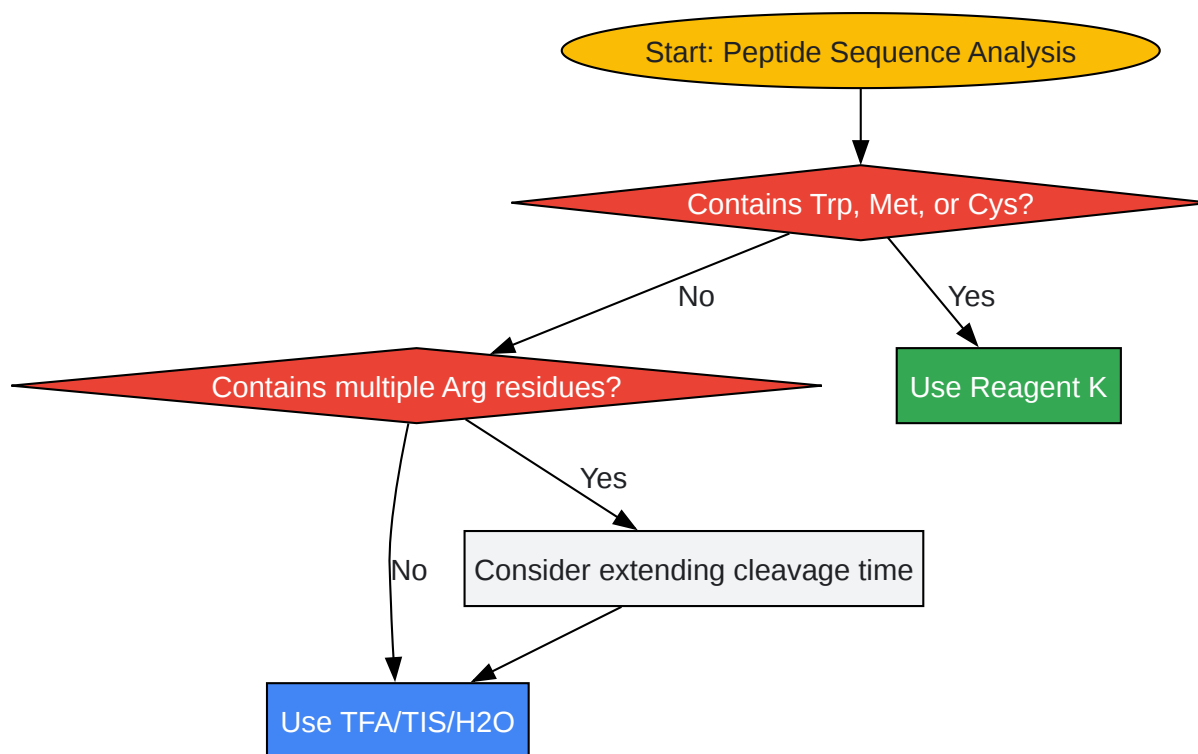 Start: Peptide Sequence Analysis
Contains Trp, Met, or Cys?
No
Yes
Contains multiple Arg residues?
Use Reagent K
Yes
No
Consider extending cleavage time
Use TFA/TIS/H2O